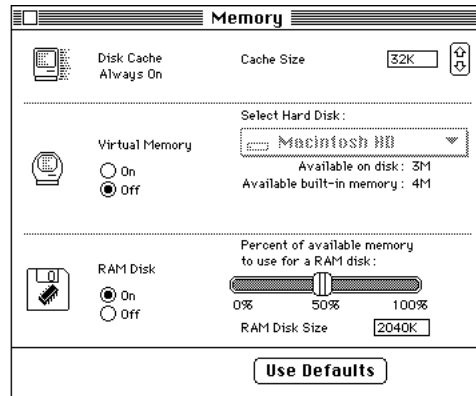 Memory
Disk Cache
Always On
Cache Size
32K
Virtual Memory
On
Off
Select Hard Disk:
Macintosh HD
Available on disk: 3M
Available built-in memory: 4M
RAM Disk
On
Off
Percent of available memory
to use for a RAM disk:
0% 50% 100%
RAM Disk Size
2040K
Use Defaults